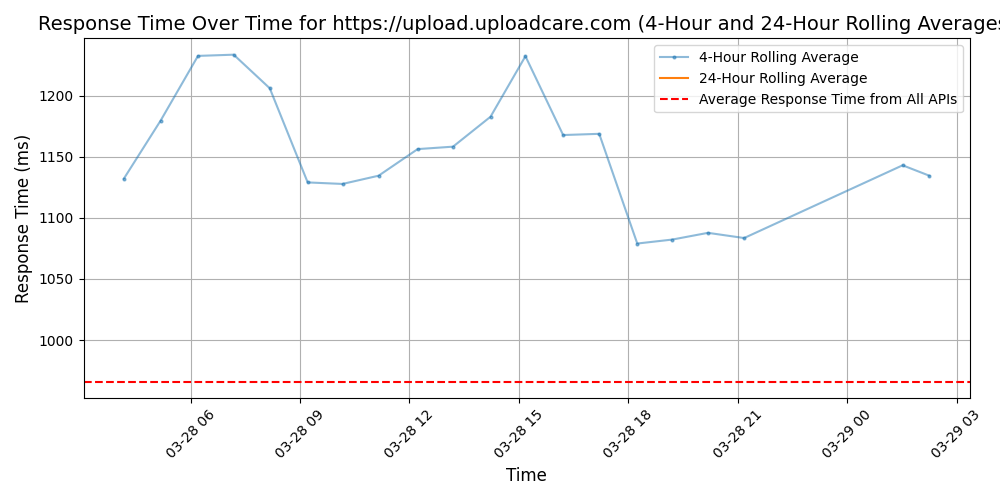 Response Time Over Time for https://upload.uploadcare.com (4-Hour and 24-Hour Rolling Averages
4-Hour Rolling Average
24-Hour Rolling Average
Average Response Time from All APIs
Response Time (ms)
1200
1150
1100
1050
1000
03-28 06
03-28 09
03-28 12
03-28 15
03-28 18
03-28 21
03-29 00
03-29 03
Time